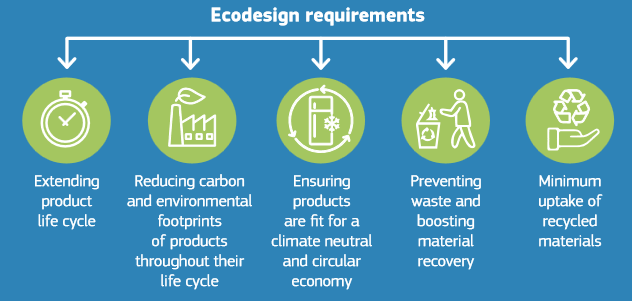 Ecodesign requirements
Extending
product
life cycle
Reducing carbon
and environmental
footprints
of products
throughout their
life cycle
Ensuring
products
are fit for a
climate neutral
and circular
economy
Preventing
waste and
boosting
material
recovery
Minimum
uptake of
recycled
materials